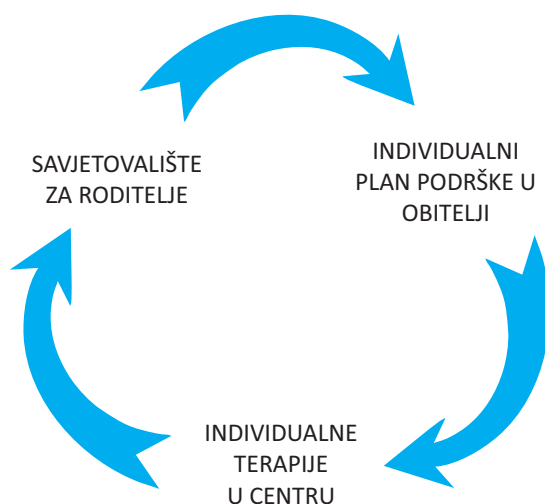 SAVJETOVALIŠTE
ZA RODITELJE
INDIVIDUALNI
PLAN PODRŠKE U
OBITELJI
INDIVIDUALNE
TERAPIJE
U CENTRU